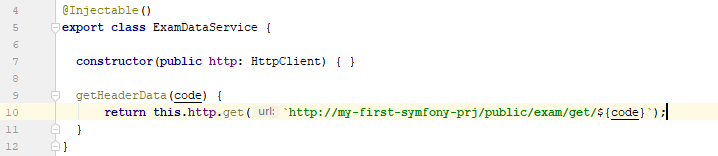 4 @Injectable()
5 export class ExamDataService {
6
7 constructor(public http: HttpClient) { }
8
9 getHeaderData(code) {
10 return this.http.get( url: `http://my-first-symfony-prj/public/exam/get/${code}`);
11 }
12 }